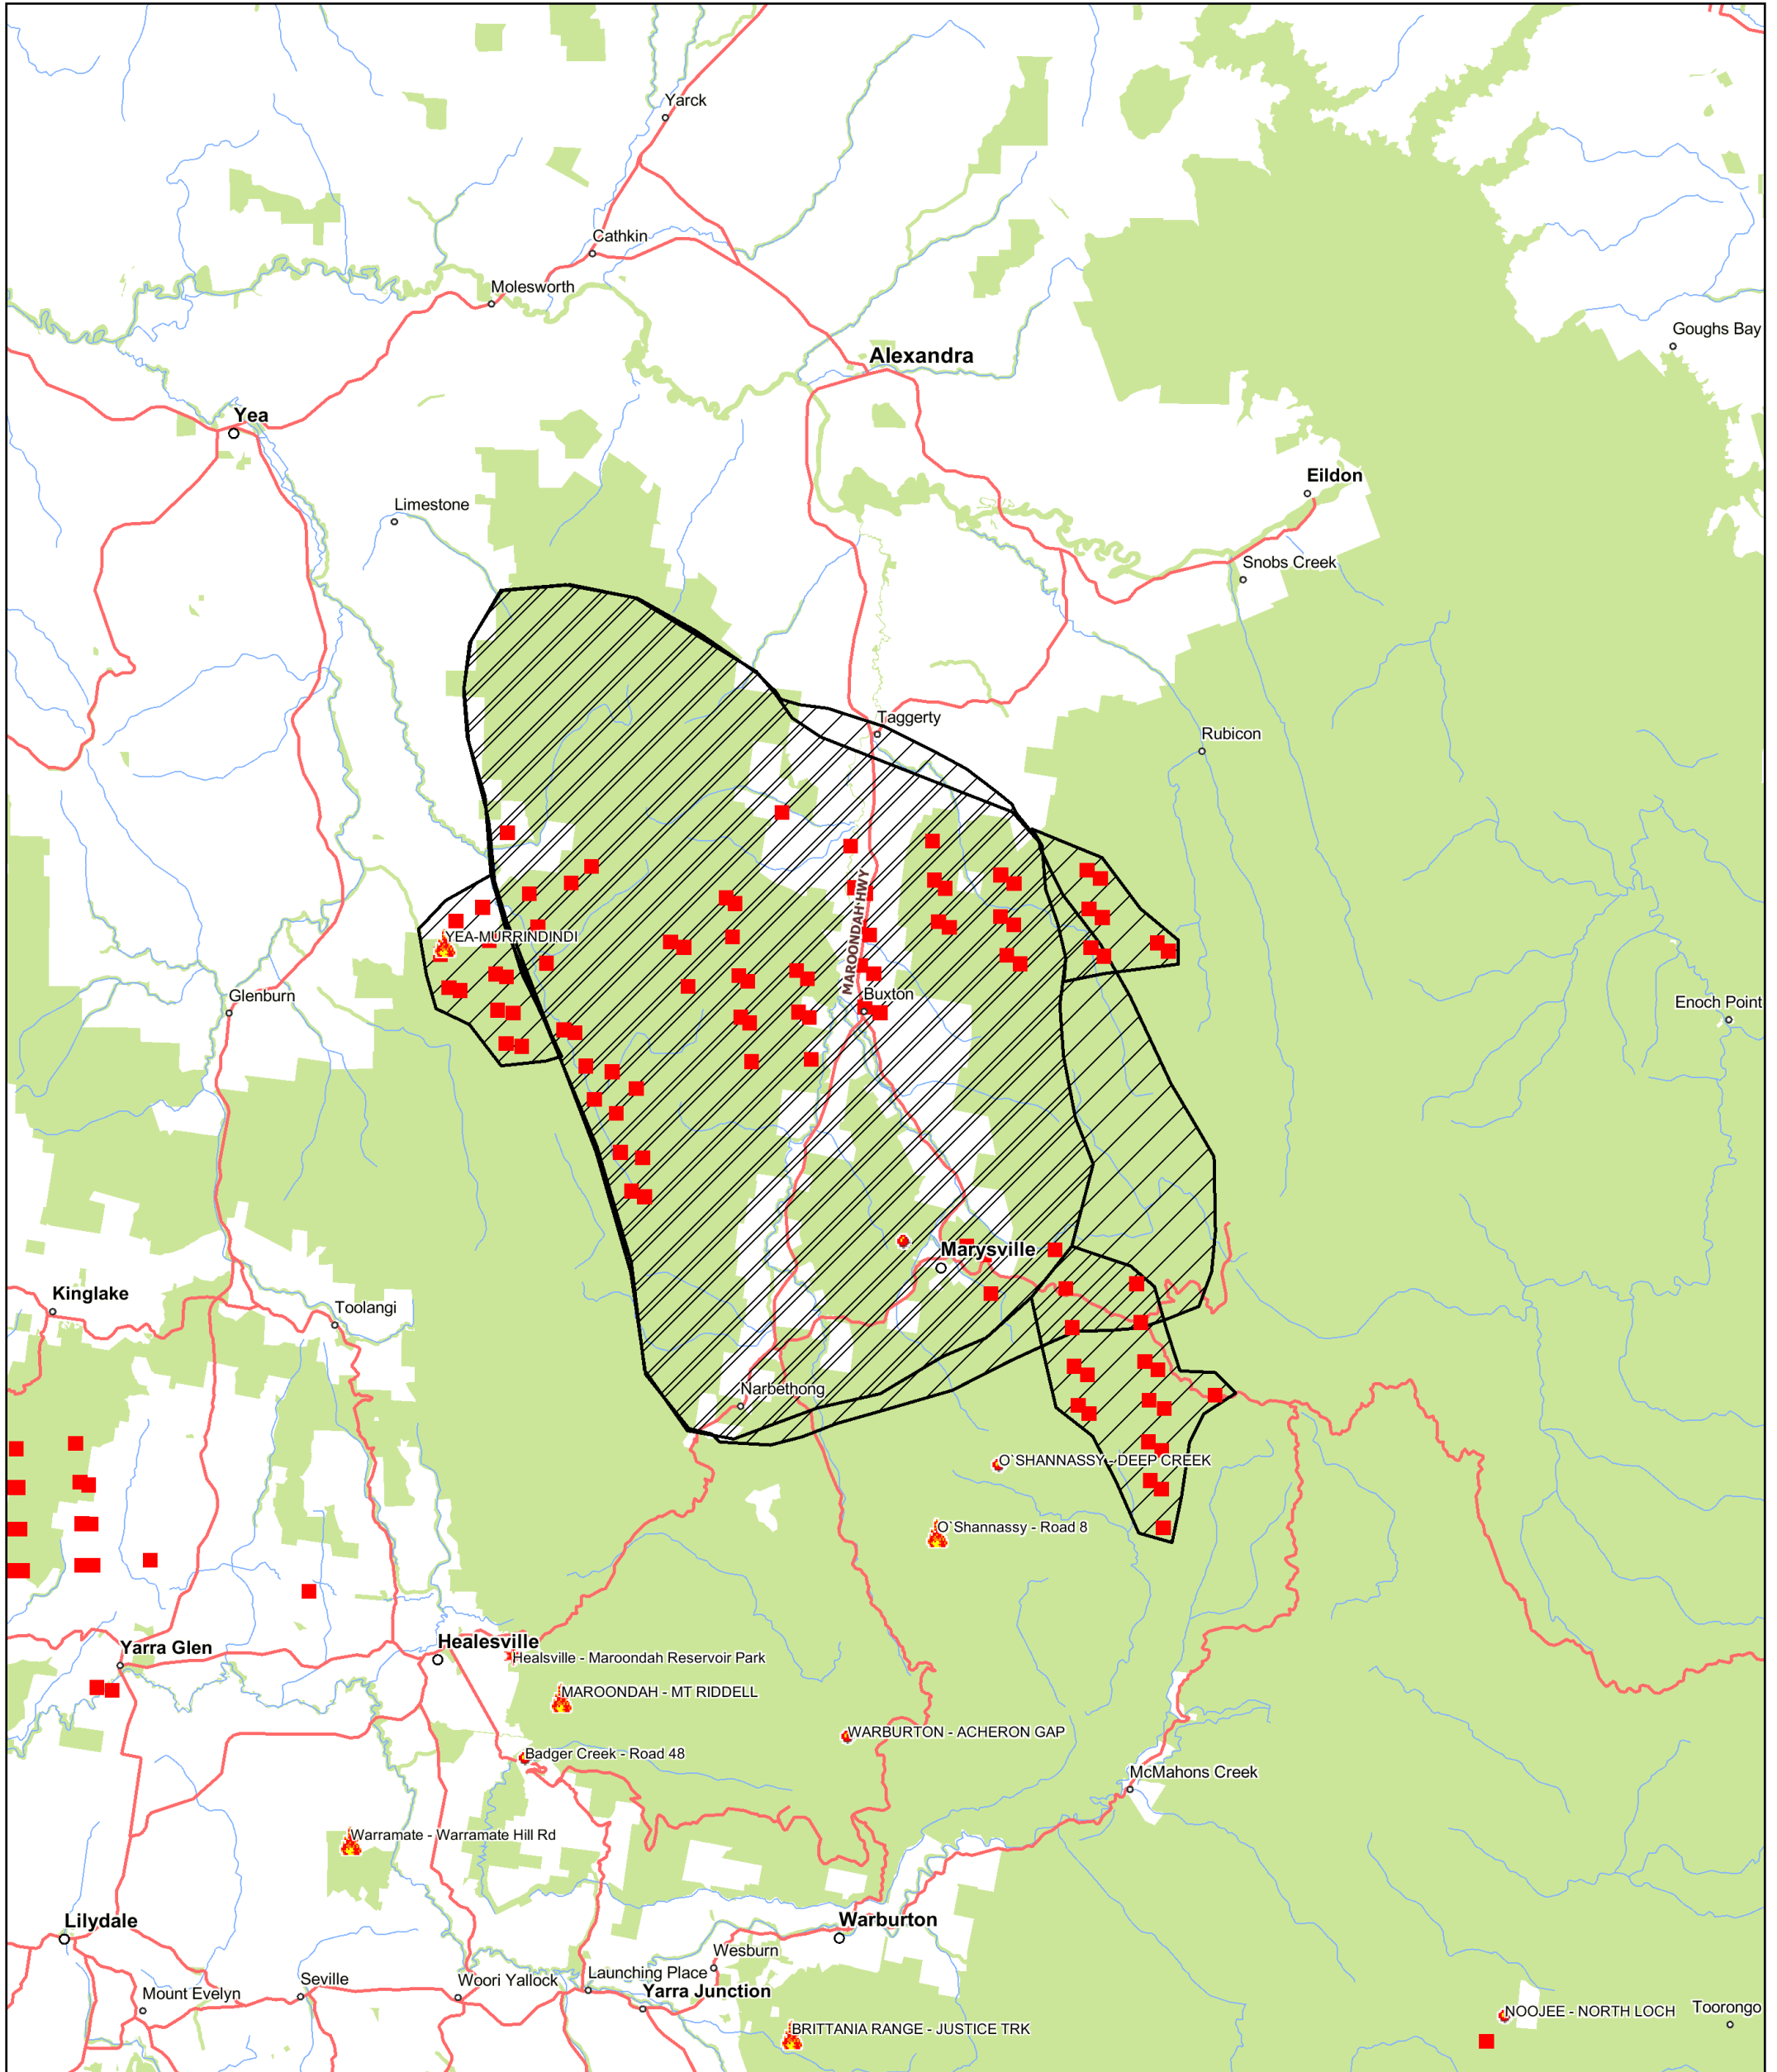 Yarck
Cathkin
Molesworth
Goughs Bay
Alexandra
Yea
Eildon
Limestone
Snobs Creek
Taggerty
Rubicon
MAROONDAH HWY
YEA-MURRINDINDI
Buxton
Glenburn
Enoch Point
Marysville
Kinglake
Toolangi
Narbethong
O`SHANNASSY - DEEP CREEK
O`Shannassy - Road 8
Healesville
Yarra Glen
Healsville - Maroondah Reservoir Park
MAROONDAH - MT RIDDELL
WARBURTON - ACHERON GAP
Badger Creek - Road 48
McMahons Creek
Warramate - Warramate Hill Rd
Lilydale
Warburton
Wesburn
Seville
Woori Yallock
Launching Place
Mount Evelyn
Yarra Junction
NOOJEE - NORTH LOCH
Toorongo
BRITTANIA RANGE - JUSTICE TRK